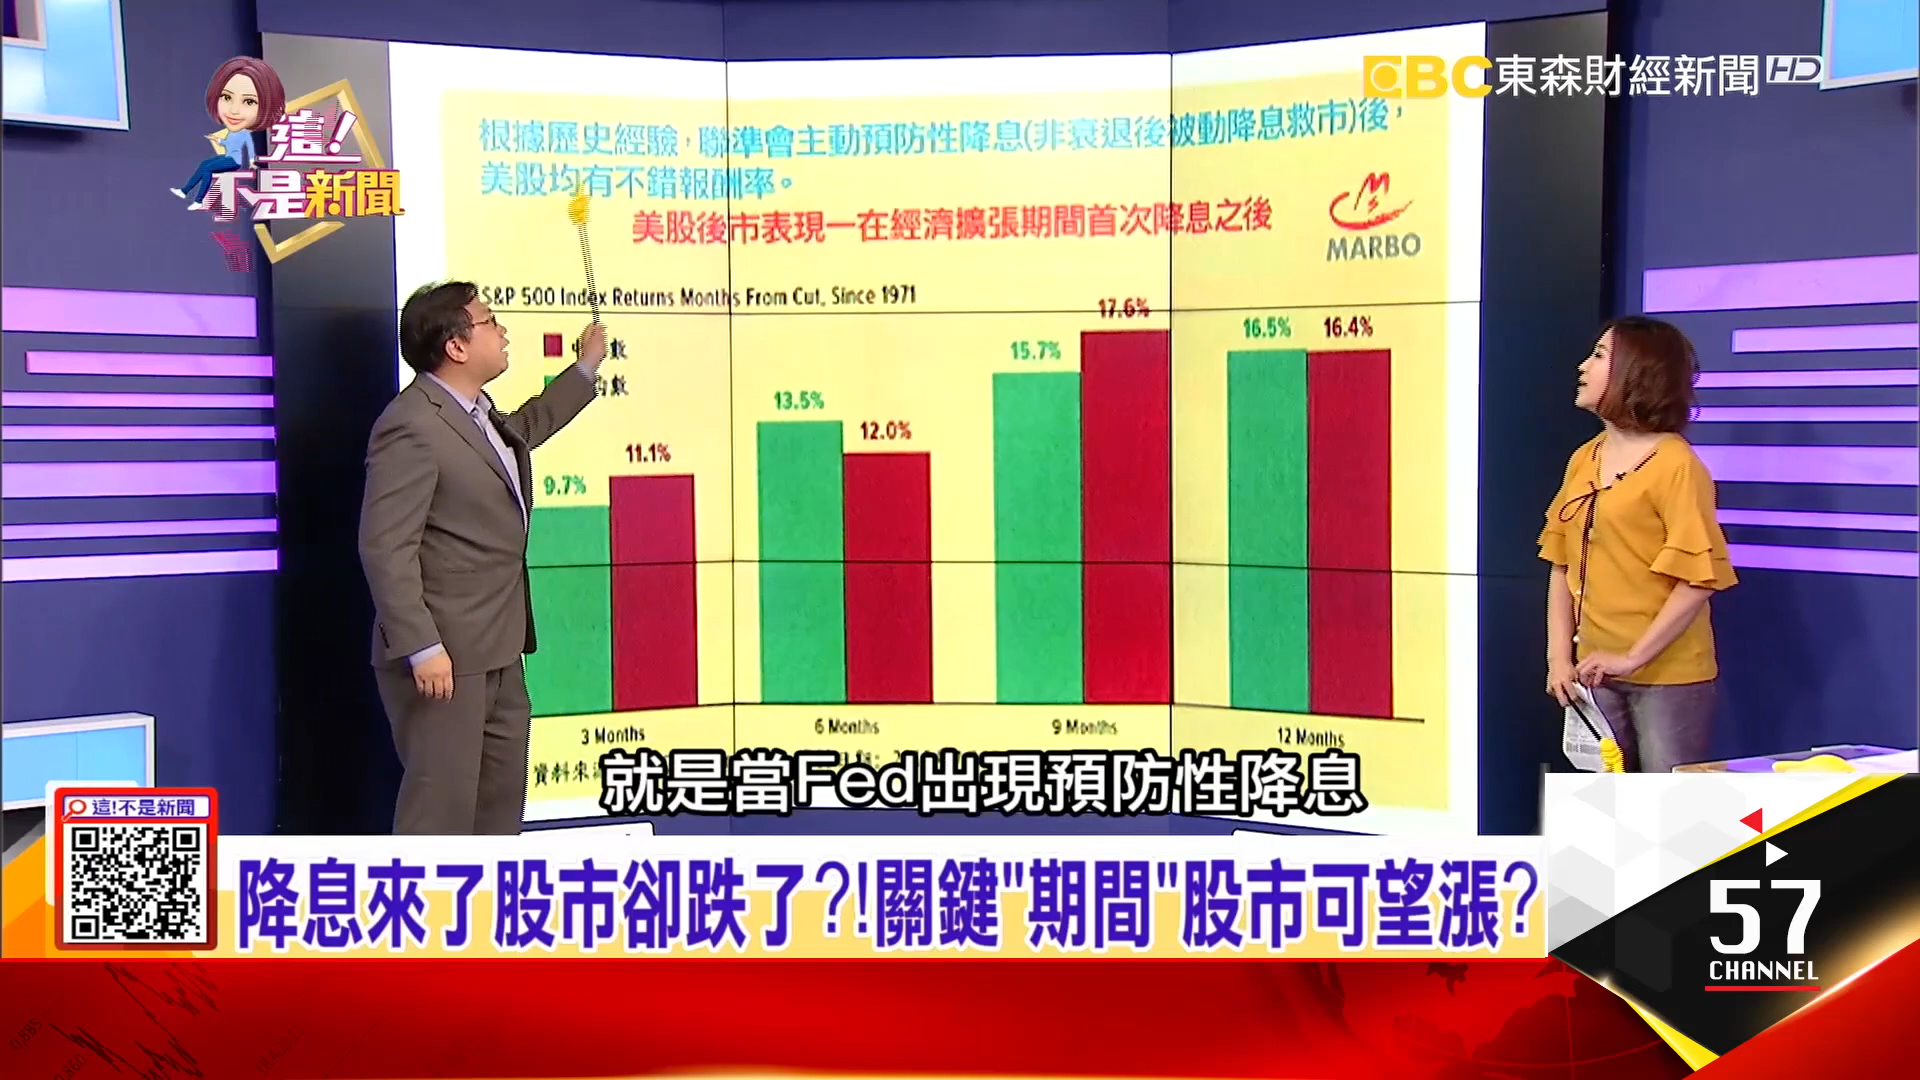 EBC東森財經新聞HD
這!
不是新聞
根據歷史經驗,聯準會主動預防性降息(非衰退後被動降息救市)後,
美股均有不錯報酬率。
美股後市表現一在經濟擴張期間首次降息之後
MARBO
S&P 500 Index Returns Months From Cut, Since 1971
數
數
9.7%
11.1%
13.5%
12.0%
15.7%
17.6%
16.5%
16.4%
3 Months
6 Months
9 Months
12 Months
資料來
就是當Fed出現預防性降息
這!不是新聞
降息來了股市卻跌了?!關鍵"期間"股市可望漲?
57
CHANNEL